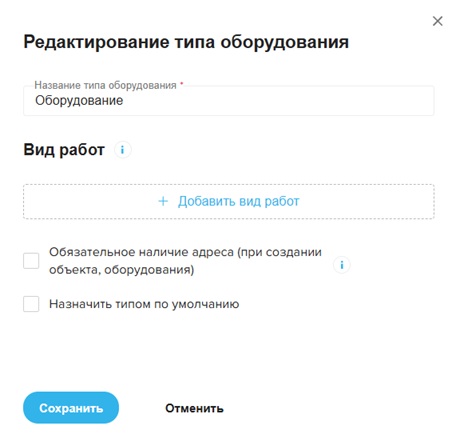 Редактирование типа оборудования
Название типа оборудования *
Оборудование
Вид работ i
+ Добавить вид работ
Обязательное наличие адреса (при создании
объекта, оборудования) i
Назначить типом по умолчанию
Сохранить Отменить